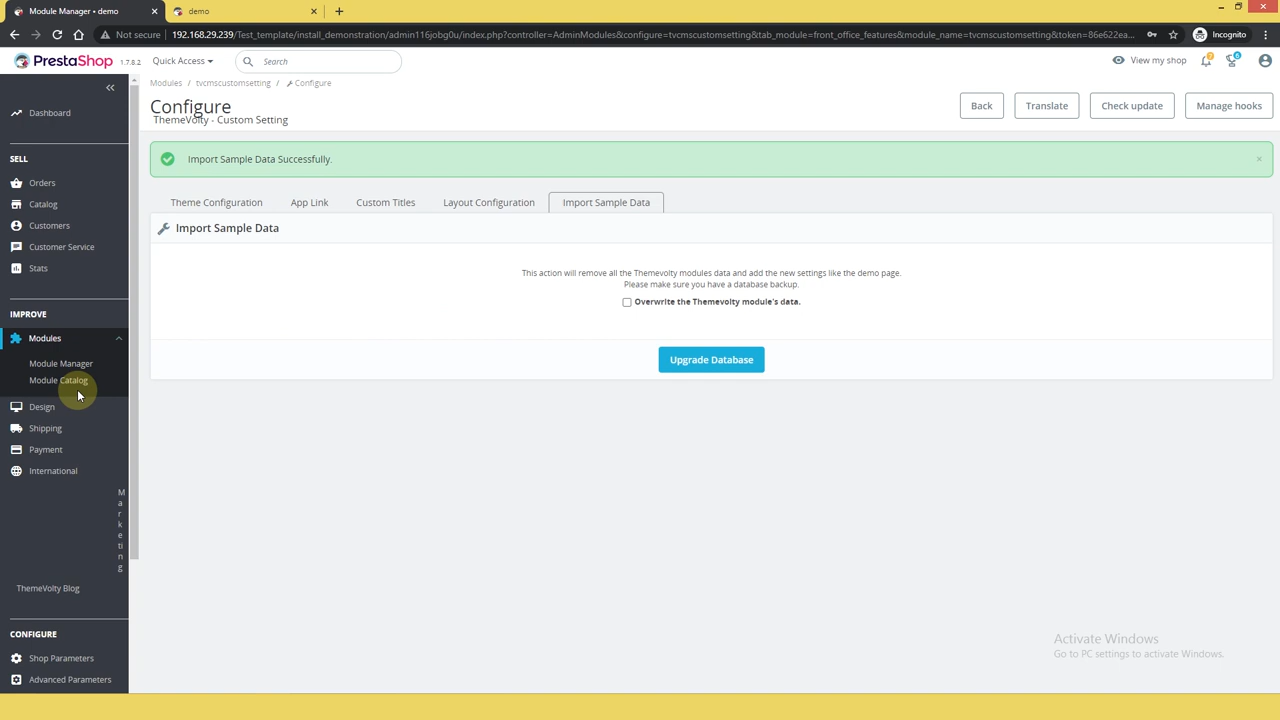 Module Manager • demo
demo
Not secure
192.168.29.239/Test_template/install_demonstration/admin116jobg0u/index.php?controller=AdminModules&configure=tvcmscustomsetting&tab_module=front_office_features&module_name=tvcmscustomsetting&token=86e622ea...
Incognito
PrestaShop 1.7.8.2
Quick Access
Search
View my shop
Modules / tvcmscustomsetting / Configure
Configure
ThemeVolty - Custom Setting
Back
Translate
Check update
Manage hooks
Import Sample Data Successfully.
Theme Configuration
App Link
Custom Titles
Layout Configuration
Import Sample Data
Import Sample Data
This action will remove all the Themevolty modules data and add the new settings like the demo page.
Please make sure you have a database backup.
Overwrite the Themevolty module's data.
Upgrade Database
Dashboard
SELL
Orders
Catalog
Customers
Customer Service
Stats
IMPROVE
Modules
Module Manager
Module Catalog
Design
Shipping
Payment
International
Marketing
ThemeVolty Blog
CONFIGURE
Shop Parameters
Advanced Parameters
Activate Windows
Go to PC settings to activate Windows.